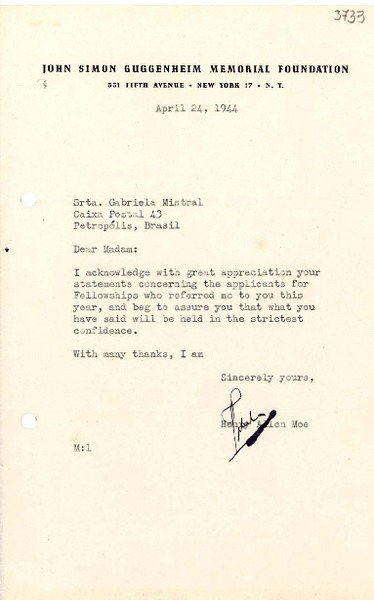 3733
JOHN SIMON GUGGENHEIM MEMORIAL FOUNDATION
551 FIFTH AVENUE • NEW YORK 17 • N. Y.
April 24, 1944
Srta. Gabriela Mistral
Caixa Postal 43
Petropólis, Brasil
Dear Madam:
I acknowledge with great appreciation your
statements concerning the applicants for
Fellowships who referred me to you this
year, and beg to assure you that what you
have said will be held in the strictest
confidence.
With many thanks, I am
Sincerely yours,
Henry Allen Moe
M:l